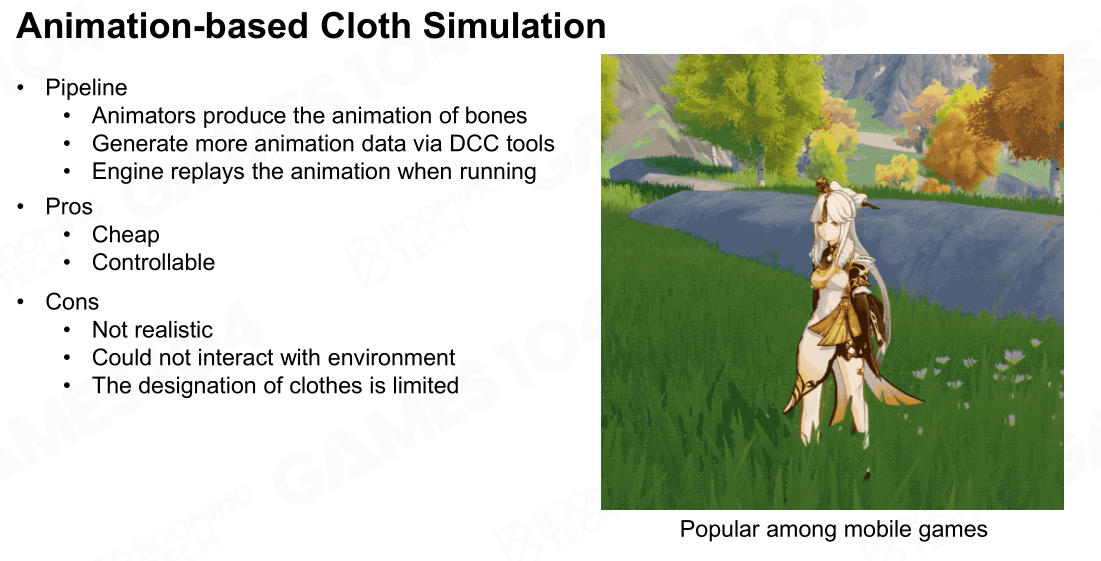 Animation-based Cloth Simulation
• Pipeline
• Animators produce the animation of bones
• Generate more animation data via DCC tools
• Engine replays the animation when running
• Pros
• Cheap
• Controllable
• Cons
• Not realistic
• Could not interact with environment
• The designation of clothes is limited
Popular among mobile games
GAMES104
BOOMING
TECH